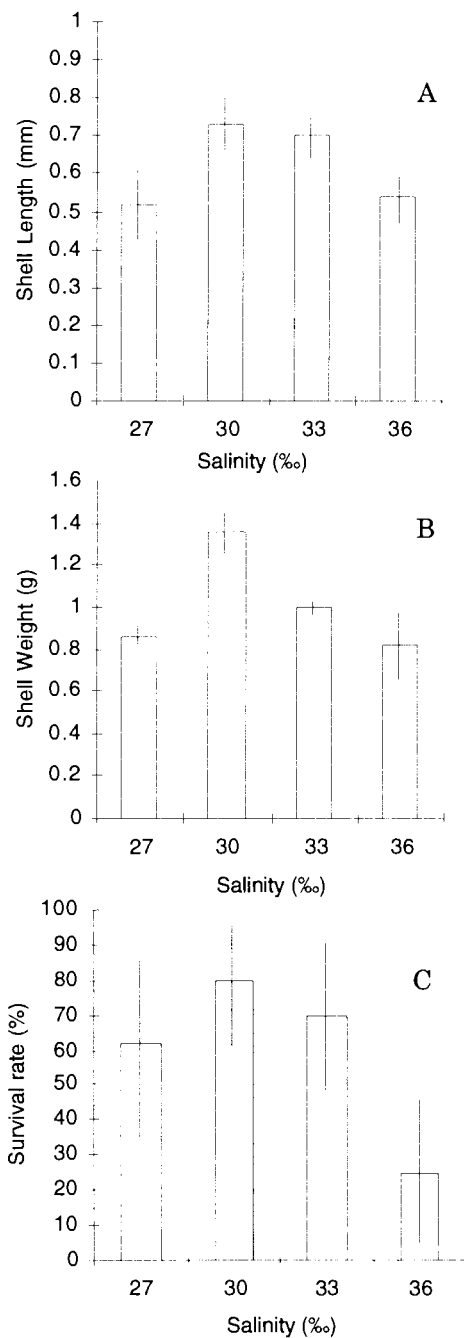 A
Shell Length (mm)
1
0.9
0.8
0.7
0.6
0.5
0.4
0.3
0.2
0.1
0
27 30 33 36
Salinity (‰)
B
Shell Weight (g)
1.6
1.4
1.2
1
0.8
0.6
0.4
0.2
0
27 30 33 36
Salinity (‰)
C
Survival rate (%)
100
90
80
70
60
50
40
30
20
10
0
27 30 33 36
Salinity (‰)